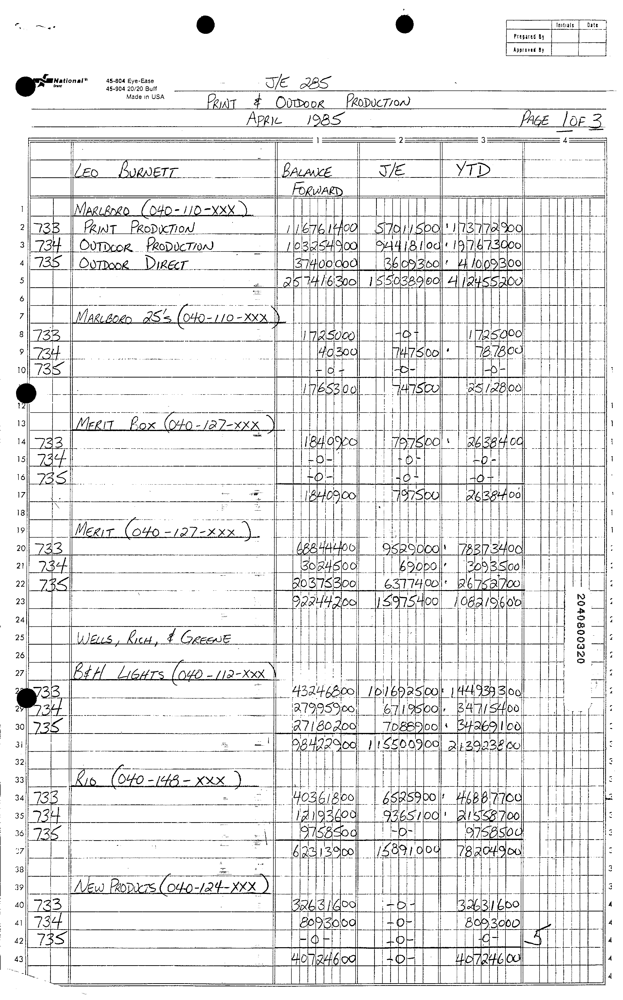 Initials Date
Prepared By
Approved By
National™
45-604 Eye-Ease
45-904 20/20 Buff
Made in USA
J/E 285
PRINT & OUTDOOR PRODUCTION
APRIL 1985 PAGE 1 OF 3
1 2 3 4
LEO BURNETT BALANCE FORWARD J/E YTD
1 MARLBORO (040-110-XXX)
2 733 PRINT PRODUCTION 116761400 57011500 173772900
3 734 OUTDOOR PRODUCTION 103254900 94418100 197673000
4 735 OUTDOOR DIRECT 37400000 3609300 41009300
5 257416300 155038900 412455200
6
7 MARLBORO 25's (040-110-XXX)
8 733 1725000 -0- 1725000
9 734 40300 747500 787800
10 735 -0- -0- -0-
1765300 747500 2512800
12
13 MERIT BOX (040-127-XXX)
14 733 1840900 797500 2638400
15 734 -0- -0- -0-
16 735 -0- -0- -0-
17 1840900 797500 2638400
18
19 MERIT (040-127-XXX)
20 733 68844400 9529000 78373400
21 734 3024500 69000 3093500
22 735 20375300 6377400 26752700
23 92244200 15975400 108219600
24
25 WELLS, RICH, & GREENE
26
27 B&H LIGHTS (040-112-XXX)
28 733 43246800 101692500 144939300
29 734 27995900 6719500 34715400
30 735 27180200 7088900 34269100
31 98422900 115500900 213923800
32
33 RIO (040-148-XXX)
34 733 40361800 6525900 46887700
35 734 12193600 9365100 21558700
36 735 9758500 -0- 9758500
37 62313900 15891000 78204900
38
39 NEW PRODUCTS (040-124-XXX)
40 733 32631600 -0- 32631600
41 734 8093000 -0- 8093000
42 735 -0- -0- -0- 5
43 40724600 -0- 40724600
2040800320